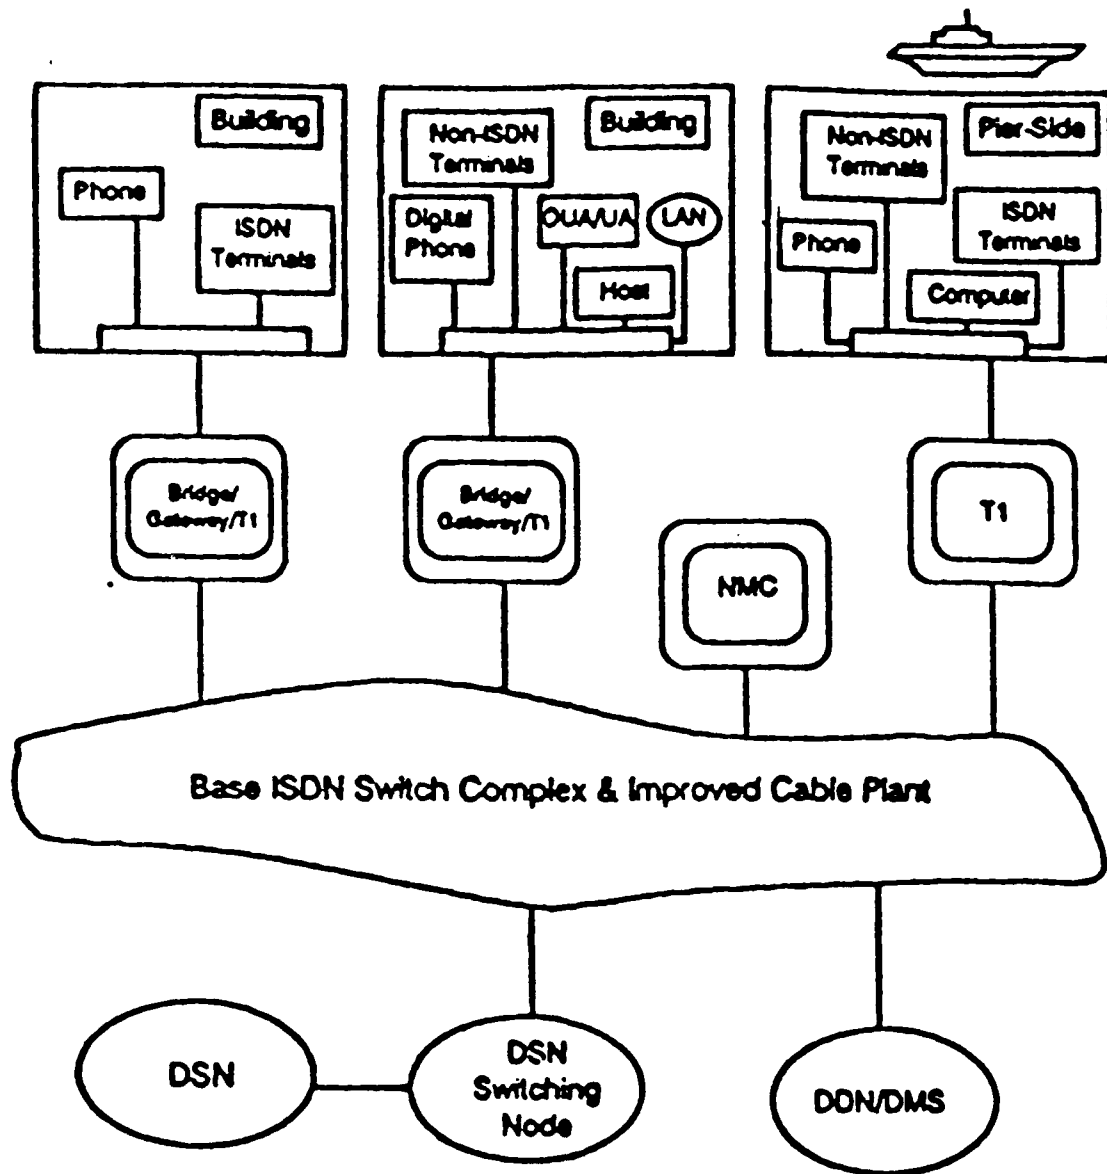 Building
Phone
ISDN
Terminals
Non-ISDN
Terminals
Building
Digital
Phone
OUA/UA
LAN
Host
Non-ISDN
Terminals
Pier-Side
Phone
ISDN
Terminals
Computer
Bridge/
Gateway/T1
Bridge/
Gateway/T1
NMC
T1
Base ISDN Switch Complex & Improved Cable Plant
DSN
DSN
Switching
Node
DDN/DMS